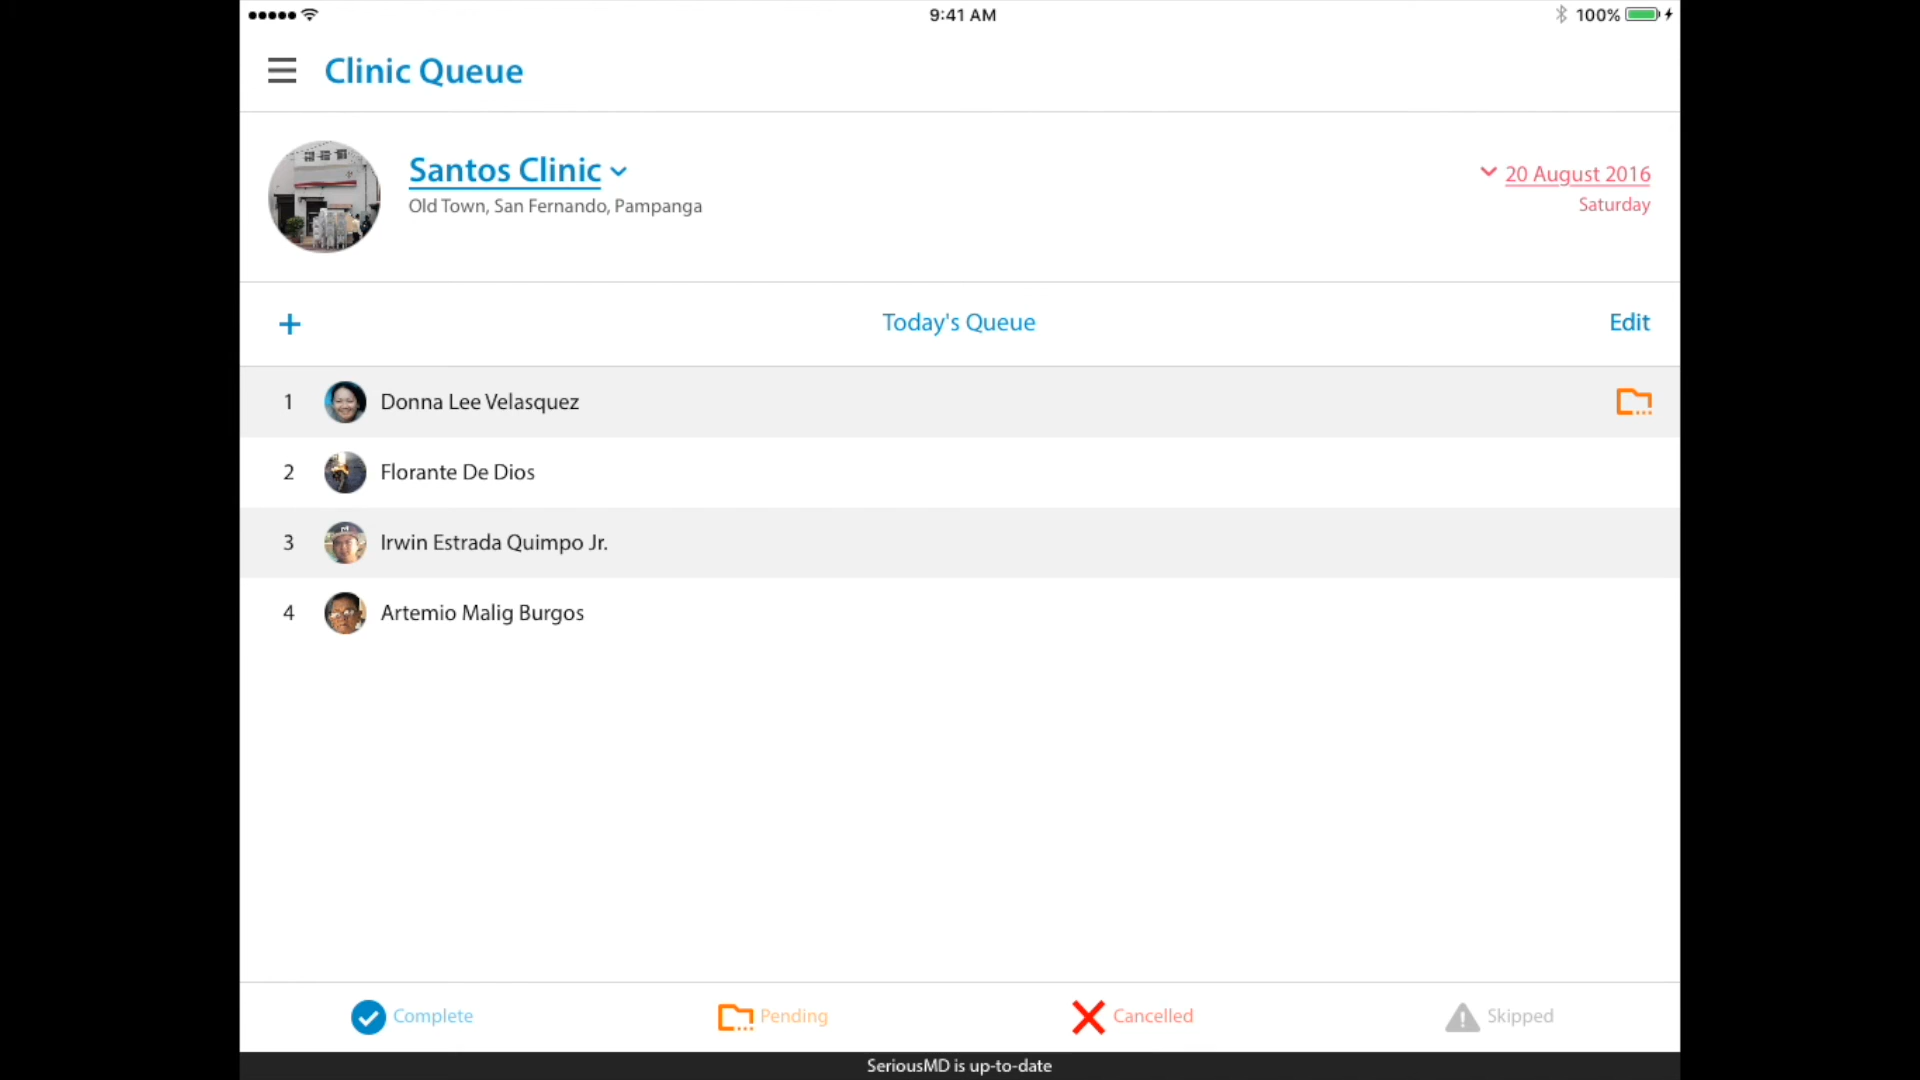 9:41 AM
100%
Clinic Queue
Santos Clinic
Old Town, San Fernando, Pampanga
20 August 2016
Saturday
Today's Queue
Edit
1 Donna Lee Velasquez
2 Florante De Dios
3 Irwin Estrada Quimpo Jr.
4 Artemio Malig Burgos
Complete
Pending
Cancelled
Skipped
SeriousMD is up-to-date